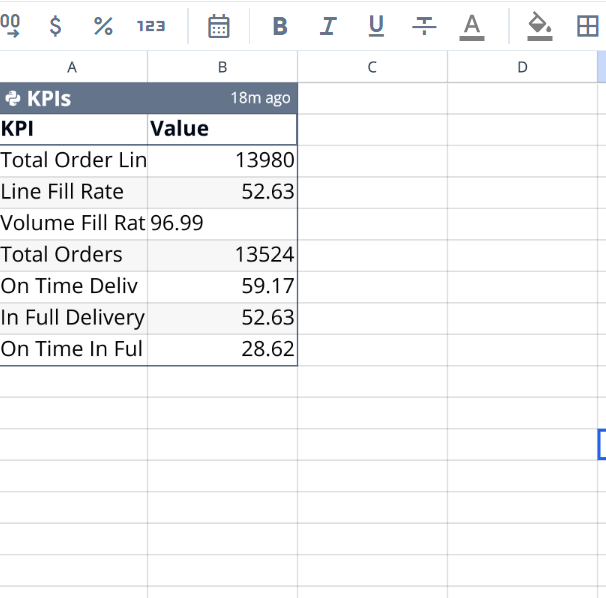 00 $ % 123 B I U T A
A B C D
KPIs 18m ago
KPI Value
Total Order Lin 13980
Line Fill Rate 52.63
Volume Fill Rat 96.99
Total Orders 13524
On Time Deliv 59.17
In Full Delivery 52.63
On Time In Ful 28.62